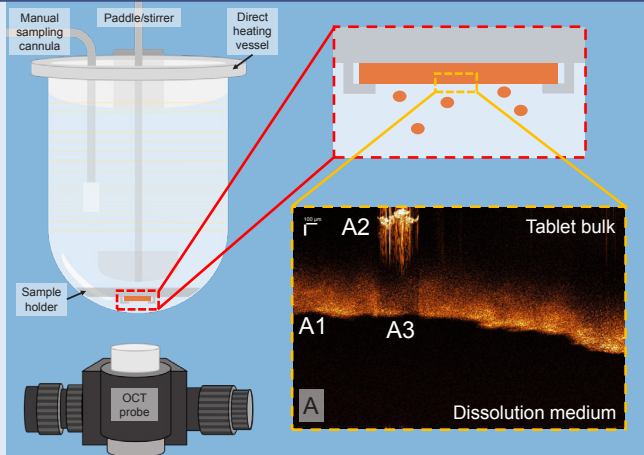 Manual
sampling
cannula
Paddle/stirrer
Direct
heating
vessel
Sample
holder
OCT
probe
100 µm
A2
Tablet bulk
A1
A3
A
Dissolution medium